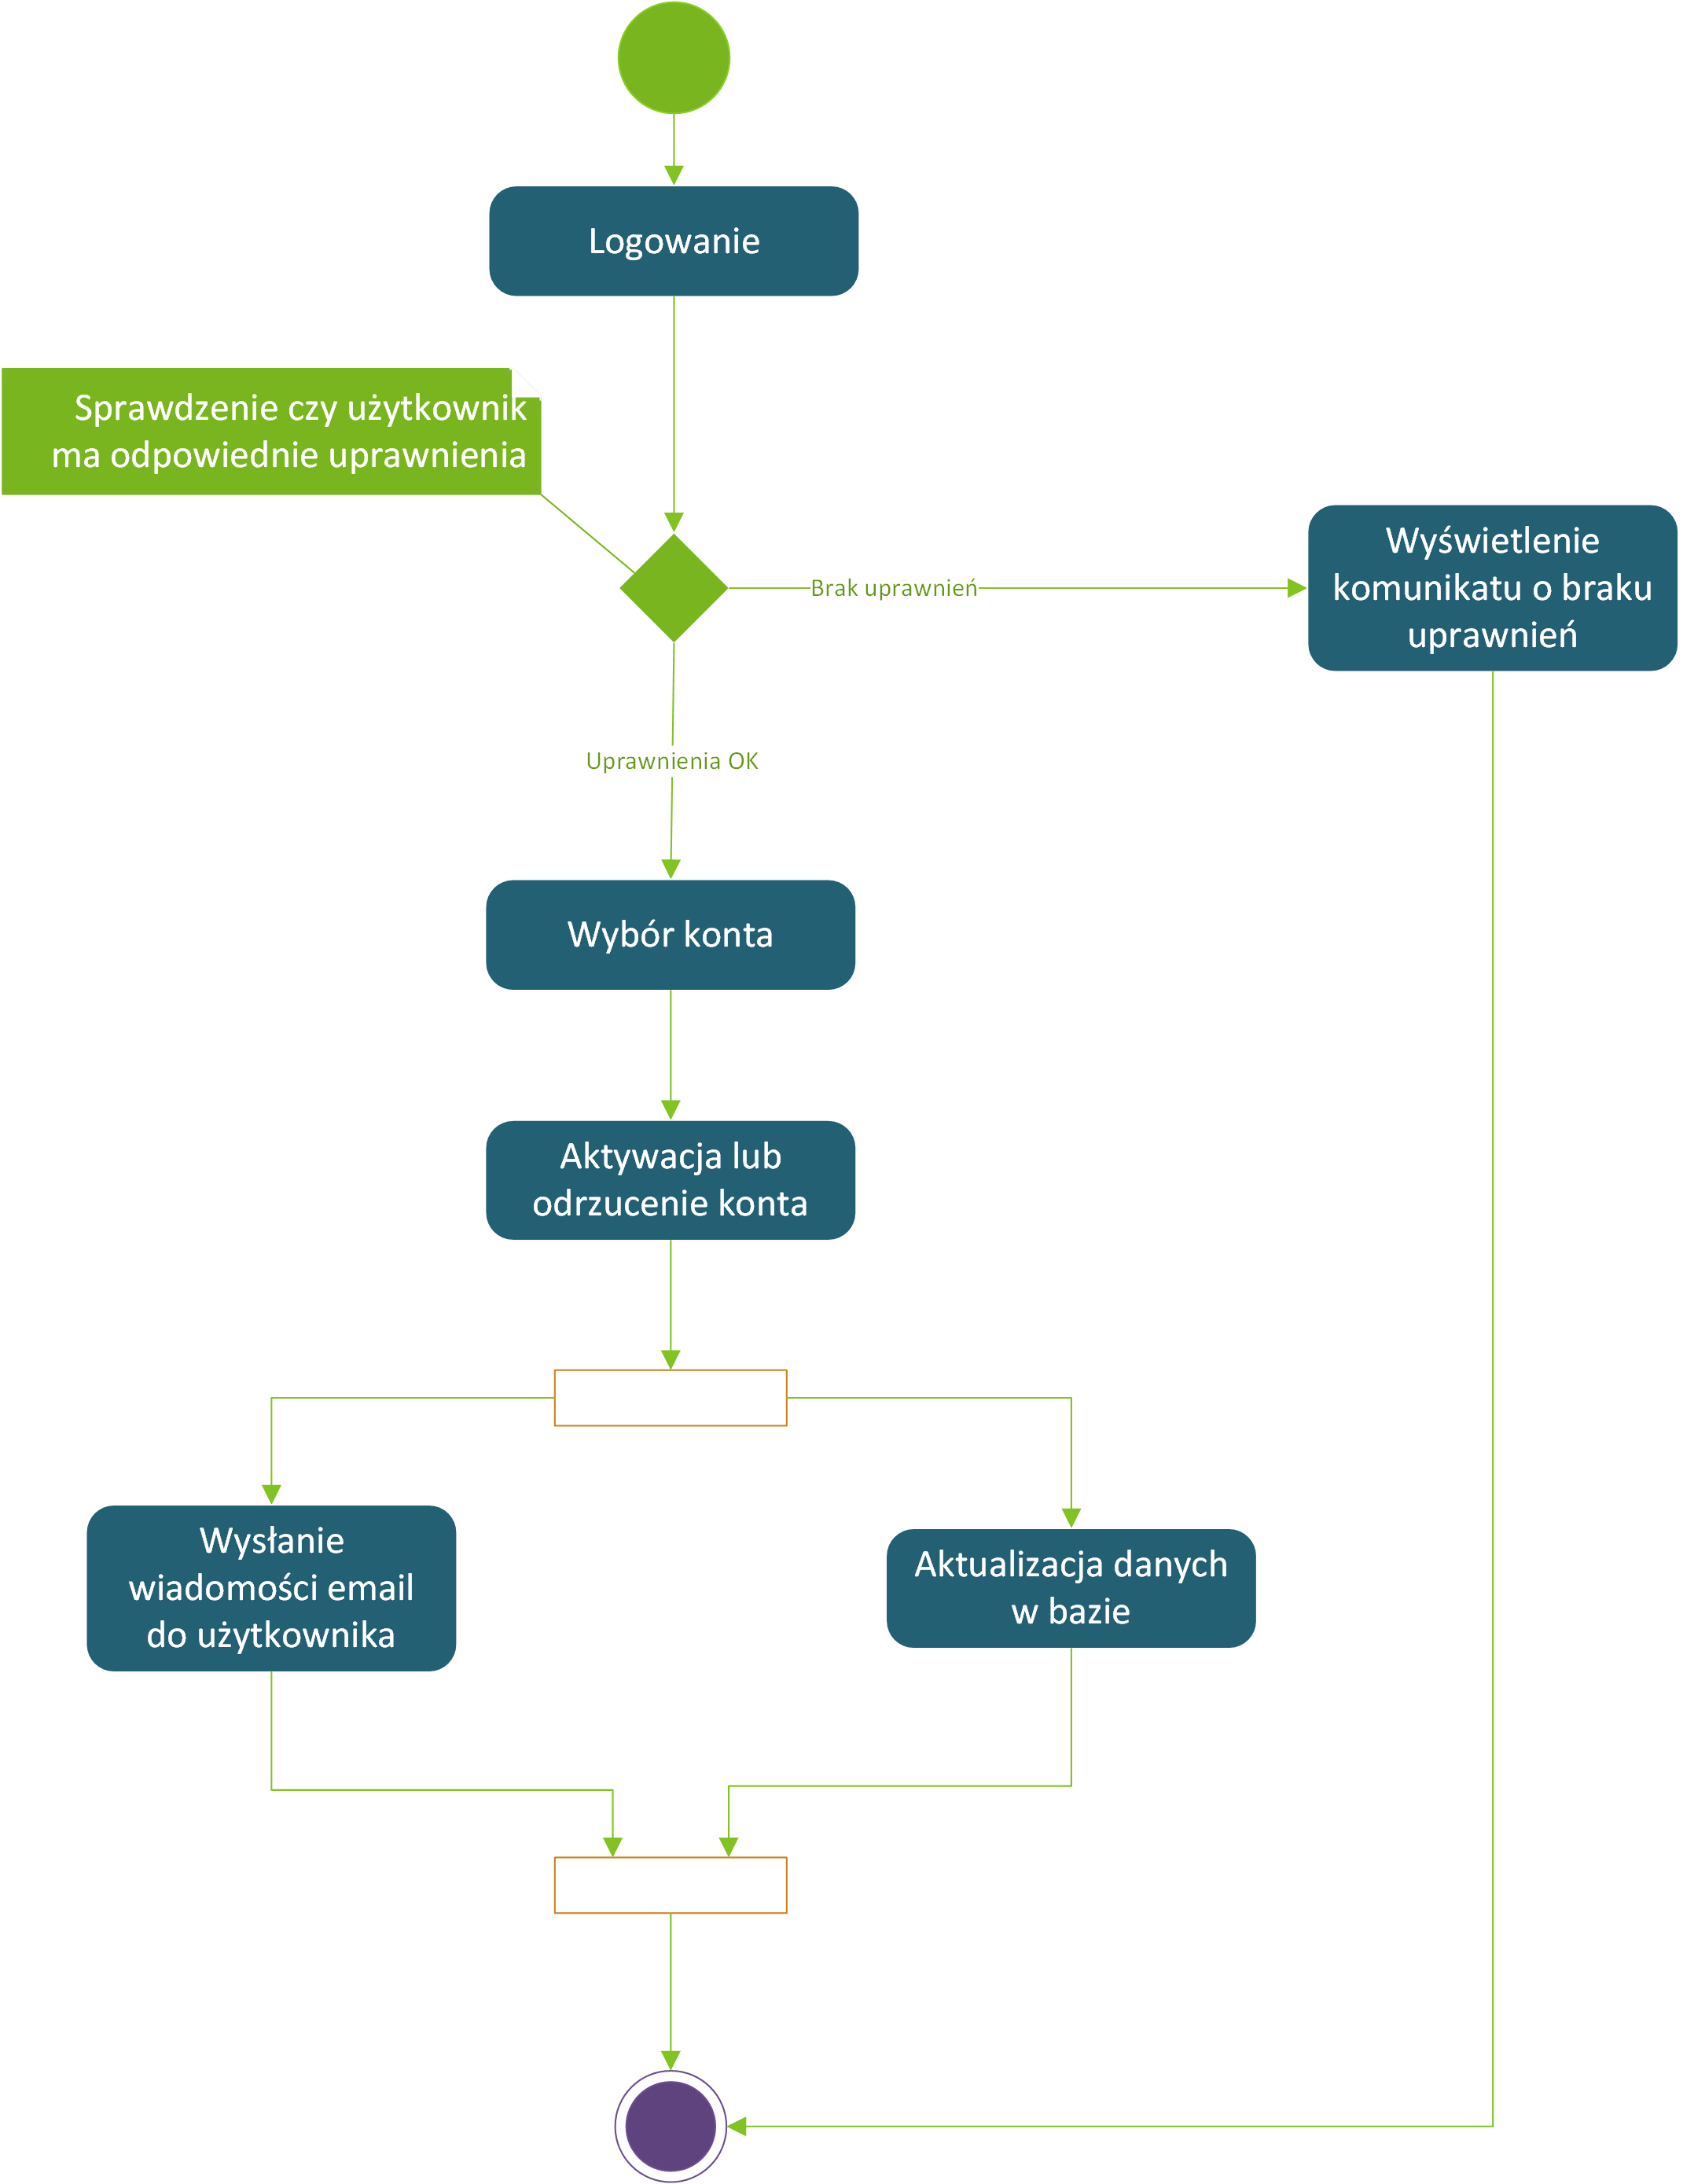 Logowanie
Sprawdzenie czy użytkownik
ma odpowiednie uprawnienia
Brak uprawnień
Wyświetlenie
komunikatu o braku
uprawnień
Uprawnienia OK
Wybór konta
Aktywacja lub
odrzucenie konta
Wysłanie
wiadomości email
do użytkownika
Aktualizacja danych
w bazie